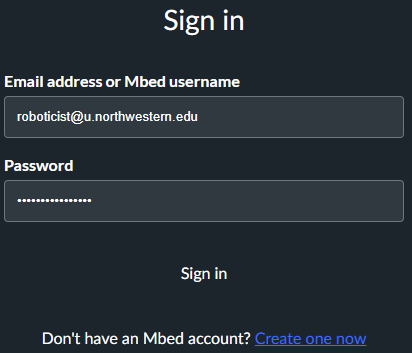 Sign in
Email address or Mbed username
roboticist@u.northwestern.edu
Password
••••••••••••••••
Sign in
Don't have an Mbed account? Create one now